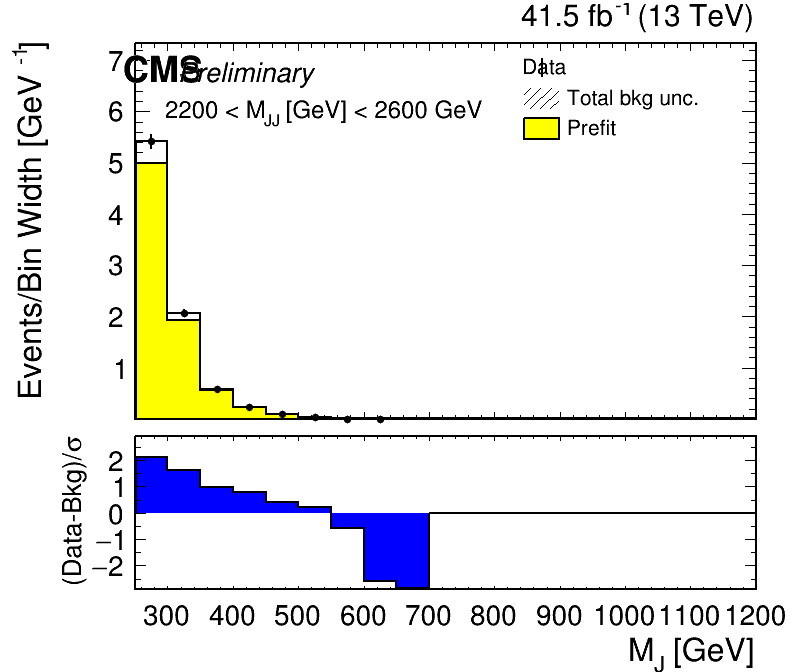 41.5 fb-1 (13 TeV)
Events/Bin Width [GeV-1]
7
6
5
4
3
2
1
CMS Preliminary
2200 < MJJ [GeV] < 2600 GeV
Data
Total bkg unc.
Prefit
(Data-Bkg)/σ
2
1
0
−1
−2
300 400 500 600 700 800 900 1000 1100 1200
MJ [GeV]